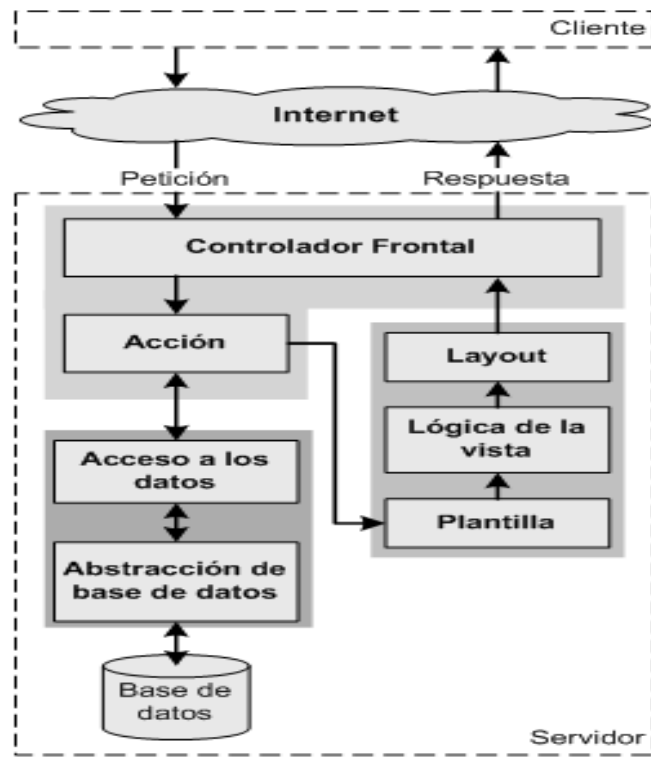 Cliente
Internet
Petición
Respuesta
Controlador Frontal
Acción
Layout
Lógica de la
vista
Plantilla
Acceso a los
datos
Abstracción de
base de datos
Base de
datos
Servidor